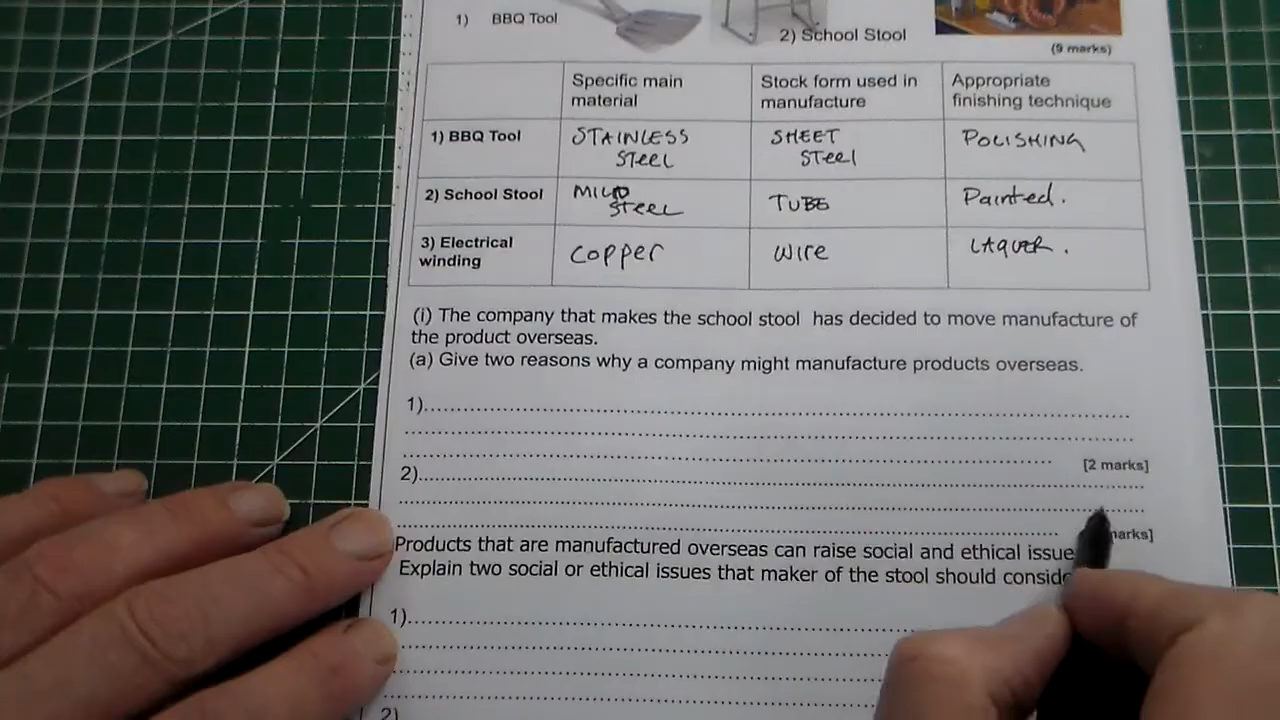 1) BBQ Tool
2) School Stool
(9 marks)
Specific main material
Stock form used in manufacture
Appropriate finishing technique
1) BBQ Tool
STAINLESS STEEL
SHEET STEEL
POLISHING
2) School Stool
MILD STEEL
TUBE
Painted.
3) Electrical winding
COPPER
WIRE
LAQUER.
(i) The company that makes the school stool has decided to move manufacture of
the product overseas.
(a) Give two reasons why a company might manufacture products overseas.
1)
[2 marks]
2)
Products that are manufactured overseas can raise social and ethical
Explain two social or ethical issues that maker of the stool should
1)
2)